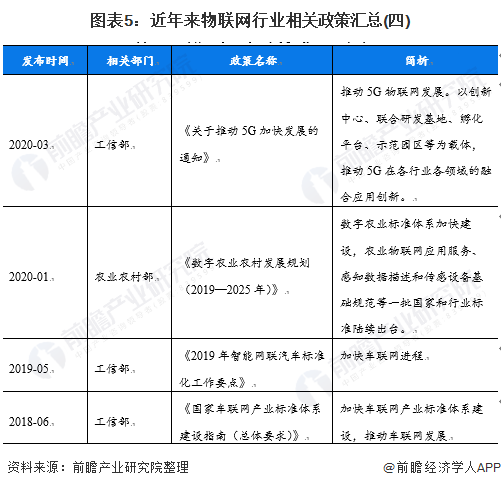 图表5：近年来物联网行业相关政策汇总(四)
发布时间 相关部门 政策名称 简析
2020-03 工信部 《关于推动5G加快发展的
通知》
推动 5G 物联网发展。以创新
中心、联合研发基地、孵化
平台、示范园区等为载体，
推动 5G 在各行业各领域的融
合应用创新。
2020-01 农业农村部 《数字农业农村发展规划
（2019—2025 年）》
数字农业标准体系加快建
设，农业物联网应用服务、
感知数据描述和传感设备基
础规范等一批国家和行业标
准陆续出台。
2019-05 工信部 《2019 年智能网联汽车标准
化工作要点》
加快车联网进程
2018-06 工信部 《国家车联网产业标准体系
建设指南（总体要求）》
加快车联网产业标准体系建
设，推动车联网发展
资料来源：前瞻产业研究院整理
@前瞻经济学人APP
前瞻产业研究院